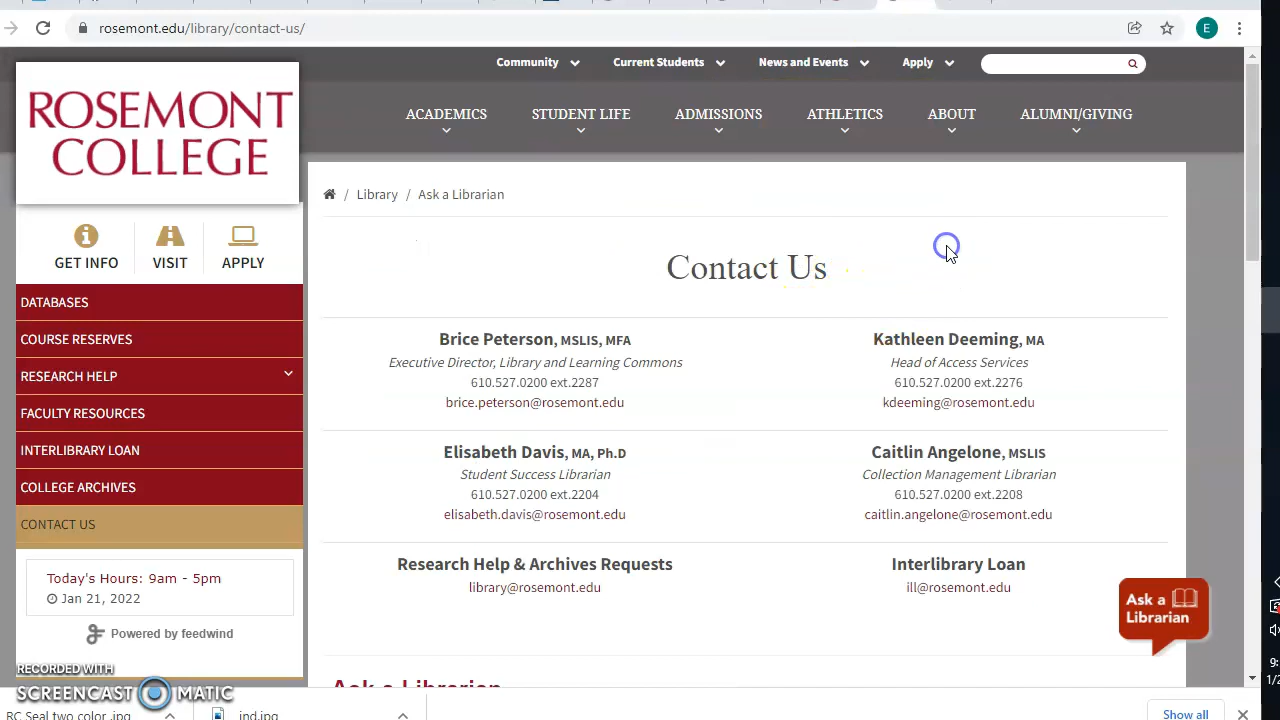 rosemont.edu/library/contact-us/
E
Community
Current Students
News and Events
Apply
ROSEMONT
COLLEGE
ACADEMICS
STUDENT LIFE
ADMISSIONS
ATHLETICS
ABOUT
ALUMNI/GIVING
/ Library / Ask a Librarian
GET INFO
VISIT
APPLY
DATABASES
COURSE RESERVES
RESEARCH HELP
FACULTY RESOURCES
INTERLIBRARY LOAN
COLLEGE ARCHIVES
CONTACT US
Today's Hours: 9am - 5pm
Jan 21, 2022
Powered by feedwind
Contact Us
Brice Peterson, MSLIS, MFA
Executive Director, Library and Learning Commons
610.527.0200 ext.2287
brice.peterson@rosemont.edu
Kathleen Deeming, MA
Head of Access Services
610.527.0200 ext.2276
kdeeming@rosemont.edu
Elisabeth Davis, MA, Ph.D
Student Success Librarian
610.527.0200 ext.2204
elisabeth.davis@rosemont.edu
Caitlin Angelone, MSLIS
Collection Management Librarian
610.527.0200 ext.2208
caitlin.angelone@rosemont.edu
Research Help & Archives Requests
library@rosemont.edu
Interlibrary Loan
ill@rosemont.edu
Ask a
Librarian
Ask a Librarian
RECORDED WITH
SCREENCAST MATIC
RC Seal two color .jpg
ind.jpg
Show all